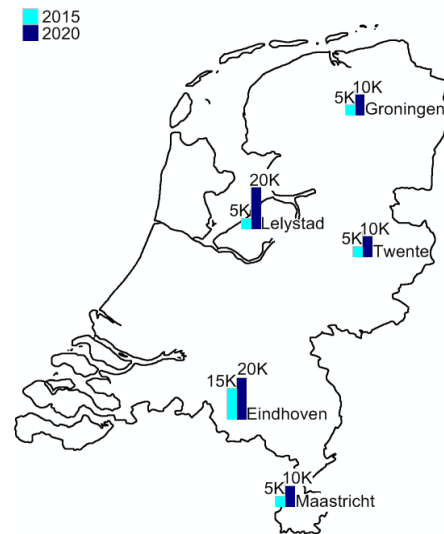 2015
2020
10K
5K
Groningen
20K
5K
Lelystad
10K
5K
Twente
20K
15K
Eindhoven
10K
5K
Maastricht